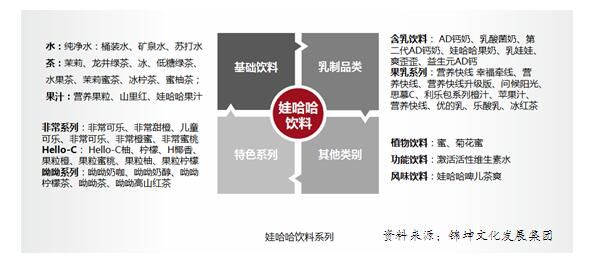 水：纯净水：桶装水、矿泉水、苏打水
茶：茉莉、龙井绿茶、冰、低糖绿茶、
水果茶、茉莉蜜茶、冰柠茶、蜜柚茶；
果汁：营养果粒、山里红、娃哈哈果汁
非常系列：非常可乐、非常甜橙、儿童
可乐、非常可乐、非常橙蜜、非常蜜桃
Hello-C： Hello-C柚、柠檬、H椰香、
果粒橙、果粒蜜桃、果粒柚、果粒柠檬
呦呦系列：呦呦奶咖、呦呦奶醇、呦呦
柠檬茶、呦呦茶、呦呦高山红茶
基础饮料
乳制品类
娃哈哈
饮料
特色系列
其他类别
含乳饮料： AD钙奶、乳酸菌奶、第
二代AD钙奶、娃哈哈果奶、乳娃娃、
爽歪歪、益生元AD钙
果乳系列：营养快线 幸福牵线、营
养快线、营养快线升级版、问候阳光、
思慕C、利乐包系列橙汁、苹果汁、
营养快线、优的乳、乐酸乳、冰红茶
植物饮料：蜜、菊花蜜
功能饮料：激活活性维生素水
风味饮料：娃哈哈啤儿茶爽
娃哈哈饮料系列
资料来源：锦坤文化发展集团